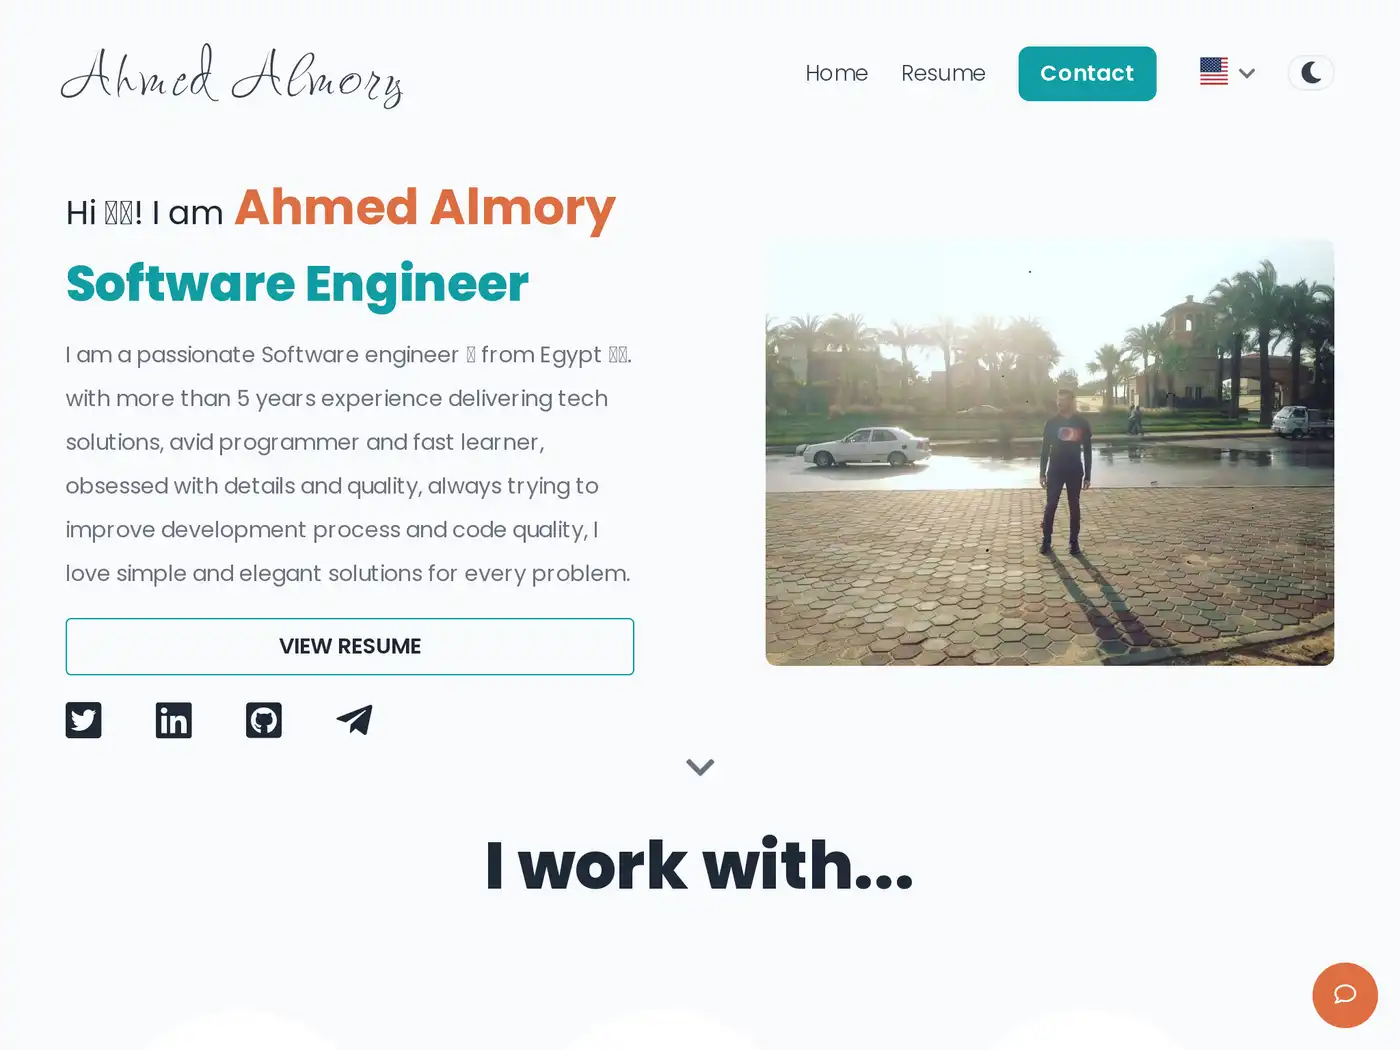 Ahmed Almory
Home Resume Contact
Hi ! I am Ahmed Almory
Software Engineer
I am a passionate Software engineer from Egypt .
with more than 5 years experience delivering tech
solutions, avid programmer and fast learner,
obsessed with details and quality, always trying to
improve development process and code quality, I
love simple and elegant solutions for every problem.
VIEW RESUME
I work with...